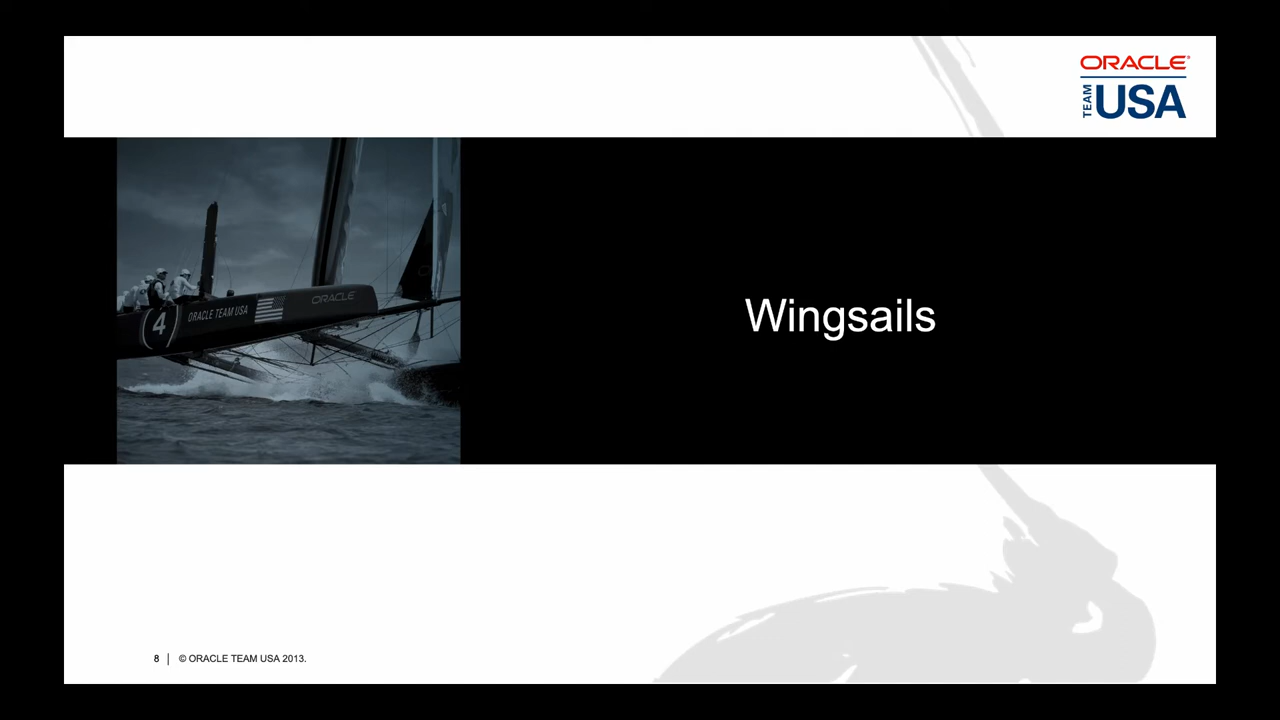 ORACLE
TEAM USA
Wingsails
4
ORACLE TEAM USA
ORACLE
8 | © ORACLE TEAM USA 2013.